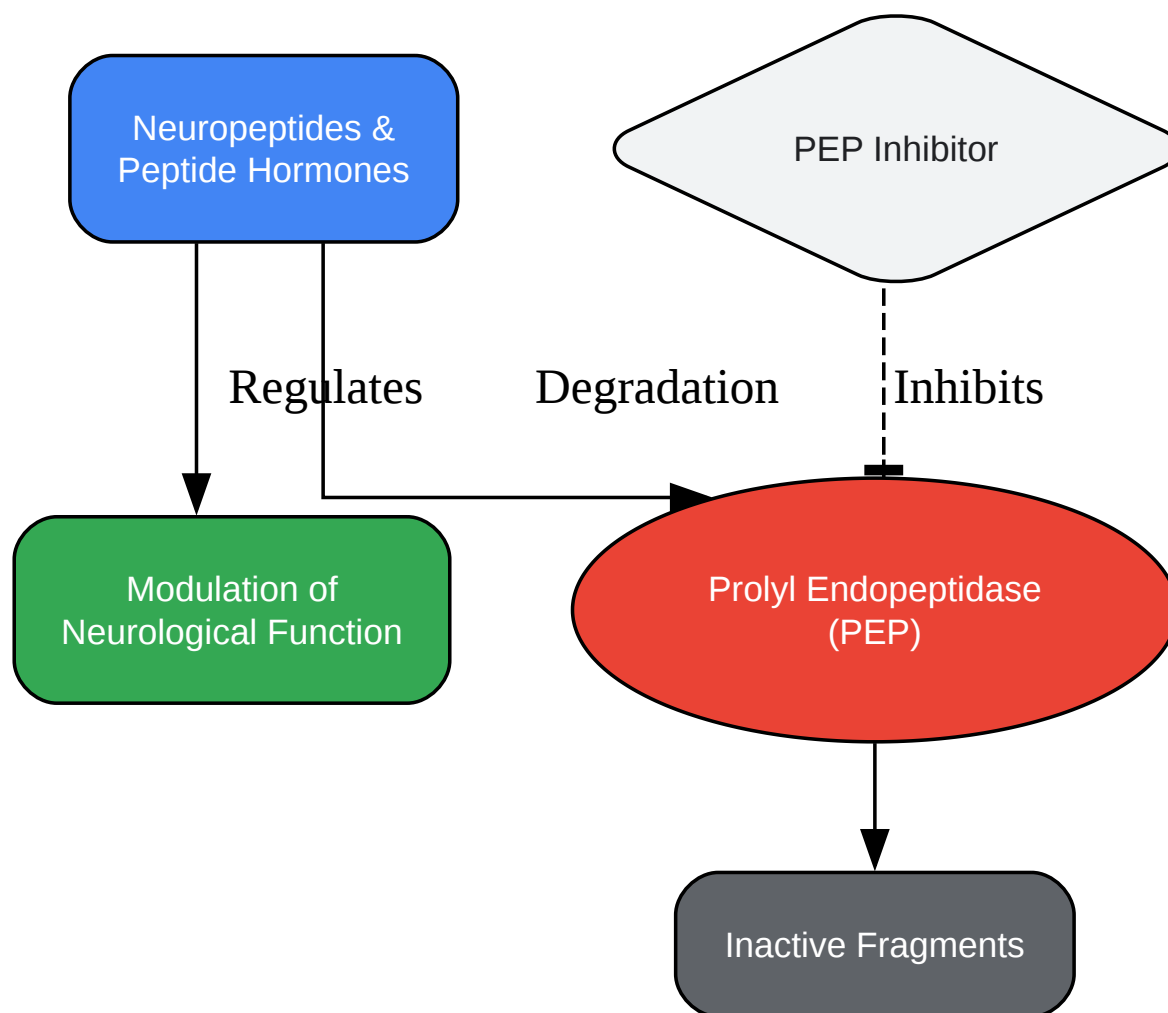 Neuropeptides &
Peptide Hormones
PEP Inhibitor
Regulates
Degradation
Inhibits
Modulation of
Neurological Function
Prolyl Endopeptidase
(PEP)
Inactive Fragments